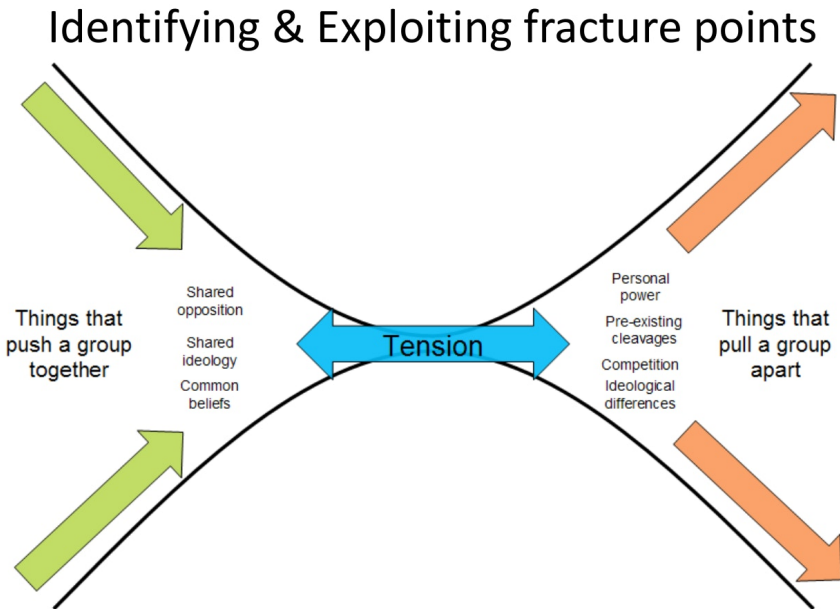 Identifying & Exploiting fracture points
Things that
push a group
together
Shared
opposition
Shared
ideology
Common
beliefs
Tension
Personal
power
Pre-existing
cleavages
Competition
Ideological
differences
Things that
pull a group
apart